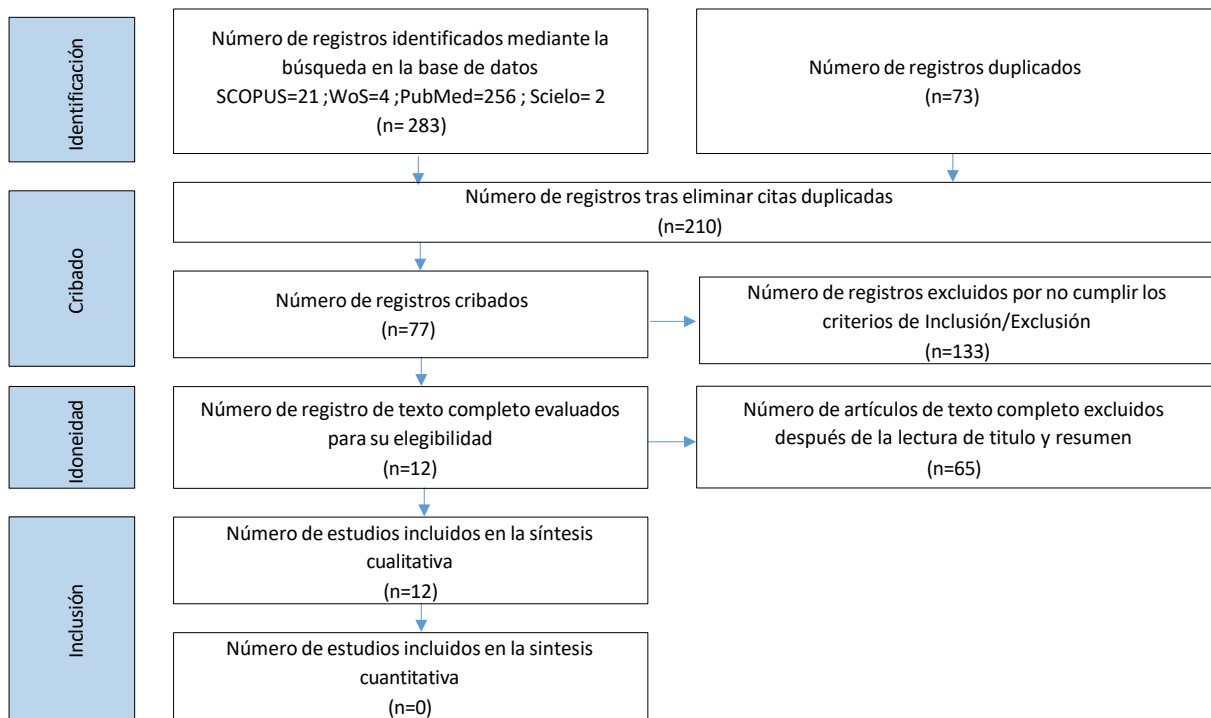 Identificación
Número de registros identificados mediante la
búsqueda en la base de datos
SCOPUS=21 ;WoS=4 ;PubMed=256 ; Scielo= 2
(n= 283)
Número de registros duplicados
(n=73)
Cribado
Número de registros tras eliminar citas duplicadas
(n=210)
Número de registros cribados
(n=77)
Número de registros excluidos por no cumplir los
criterios de Inclusión/Exclusión
(n=133)
Idoneidad
Número de registro de texto completo evaluados
para su elegibilidad
(n=12)
Número de artículos de texto completo excluidos
después de la lectura de titulo y resumen
(n=65)
Inclusión
Número de estudios incluidos en la síntesis
cualitativa
(n=12)
Número de estudios incluidos en la sintesis
cuantitativa
(n=0)